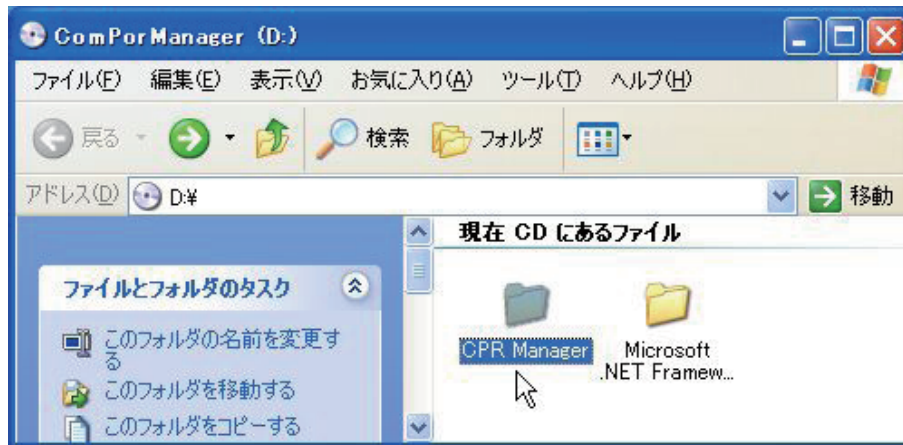 ComPorManager (D:)
ファイル(F) 編集(E) 表示(V) お気に入り(A) ツール(T) ヘルプ(H)
戻る 検索 フォルダ
アドレス(D) D:¥ 移動
現在 CD にあるファイル
ファイルとフォルダのタスク
このフォルダの名前を変更す
る
このフォルダを移動する
このフォルダをコピーする
CPR Manager
Microsoft
.NET Framew...